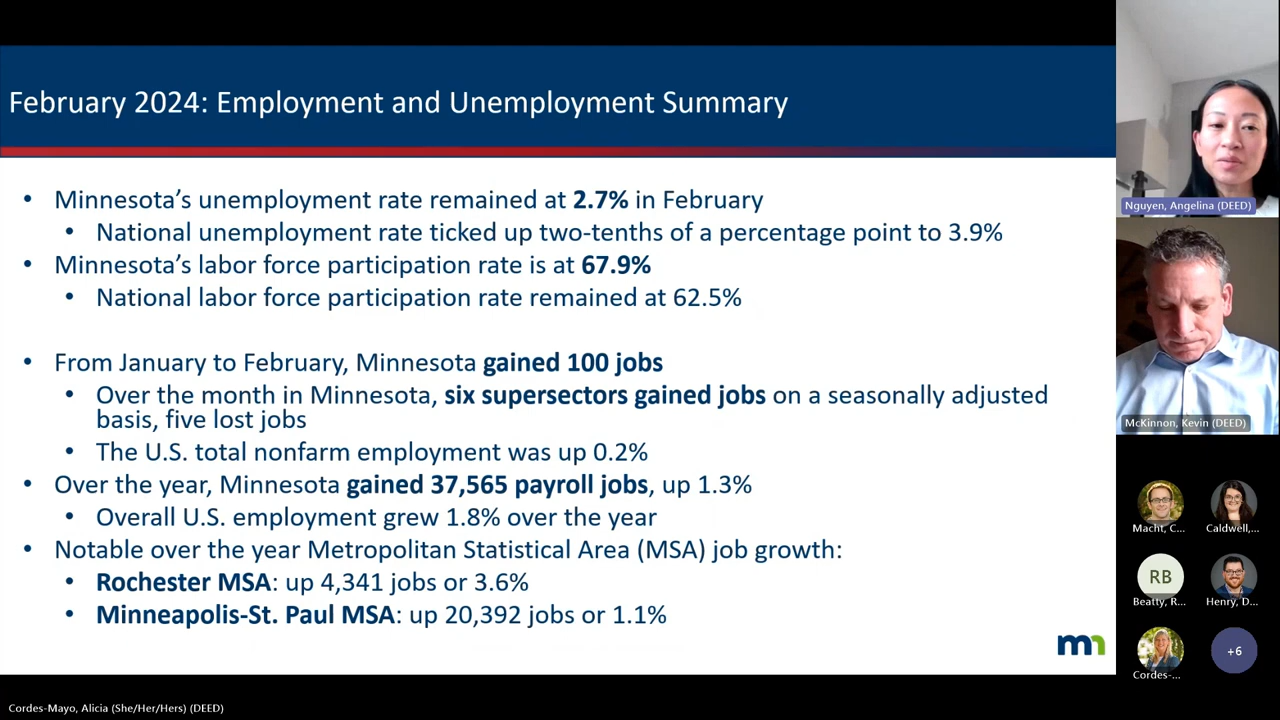 February 2024: Employment and Unemployment Summary
• Minnesota’s unemployment rate remained at 2.7% in February
• National unemployment rate ticked up two-tenths of a percentage point to 3.9%
• Minnesota’s labor force participation rate is at 67.9%
• National labor force participation rate remained at 62.5%
• From January to February, Minnesota gained 100 jobs
• Over the month in Minnesota, six supersectors gained jobs on a seasonally adjusted
basis, five lost jobs
• The U.S. total nonfarm employment was up 0.2%
• Over the year, Minnesota gained 37,565 payroll jobs, up 1.3%
• Overall U.S. employment grew 1.8% over the year
• Notable over the year Metropolitan Statistical Area (MSA) job growth:
• Rochester MSA: up 4,341 jobs or 3.6%
• Minneapolis-St. Paul MSA: up 20,392 jobs or 1.1%
mn
Nguyen, Angelina (DEED)
McKinnon, Kevin (DEED)
Macht, C...
Caldwell,...
RB
Beatty, R...
Henry, D...
Cordes-...
+6
Cordes-Mayo, Alicia (She/Her/Hers) (DEED)